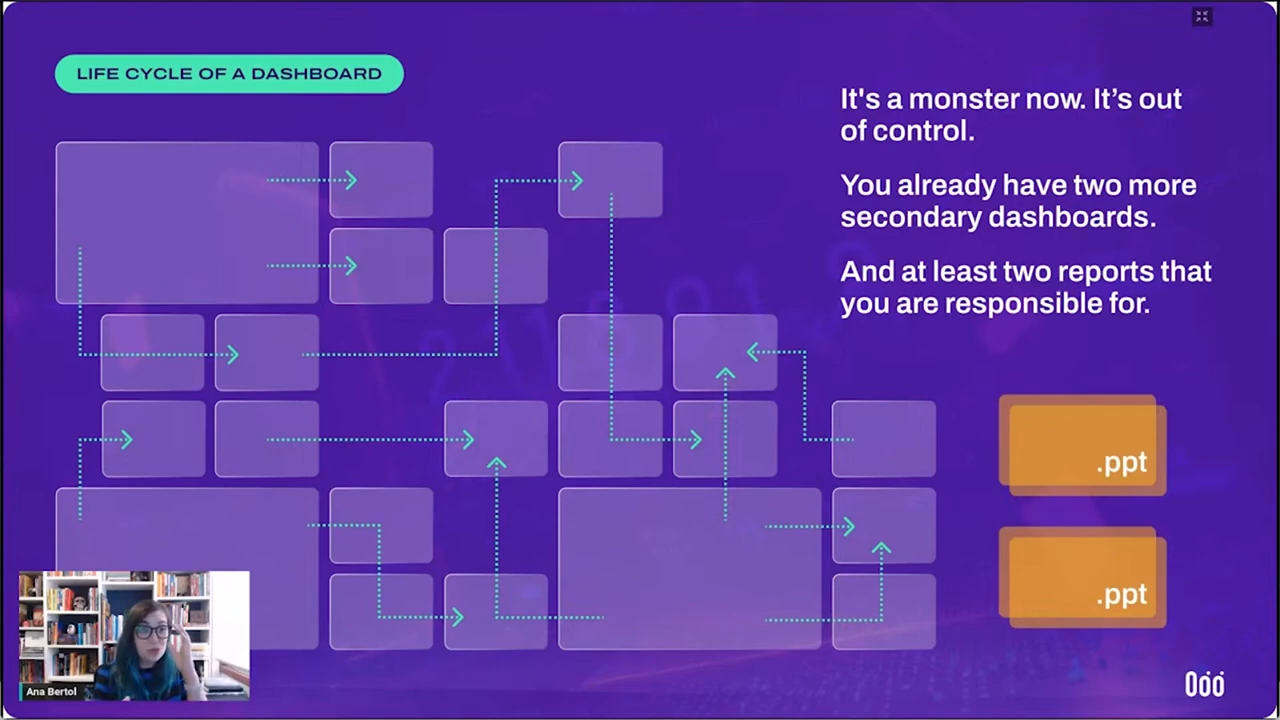 LIFE CYCLE OF A DASHBOARD
It's a monster now. It’s out
of control.
You already have two more
secondary dashboards.
And at least two reports that
you are responsible for.
.ppt
.ppt
Ana Bertol